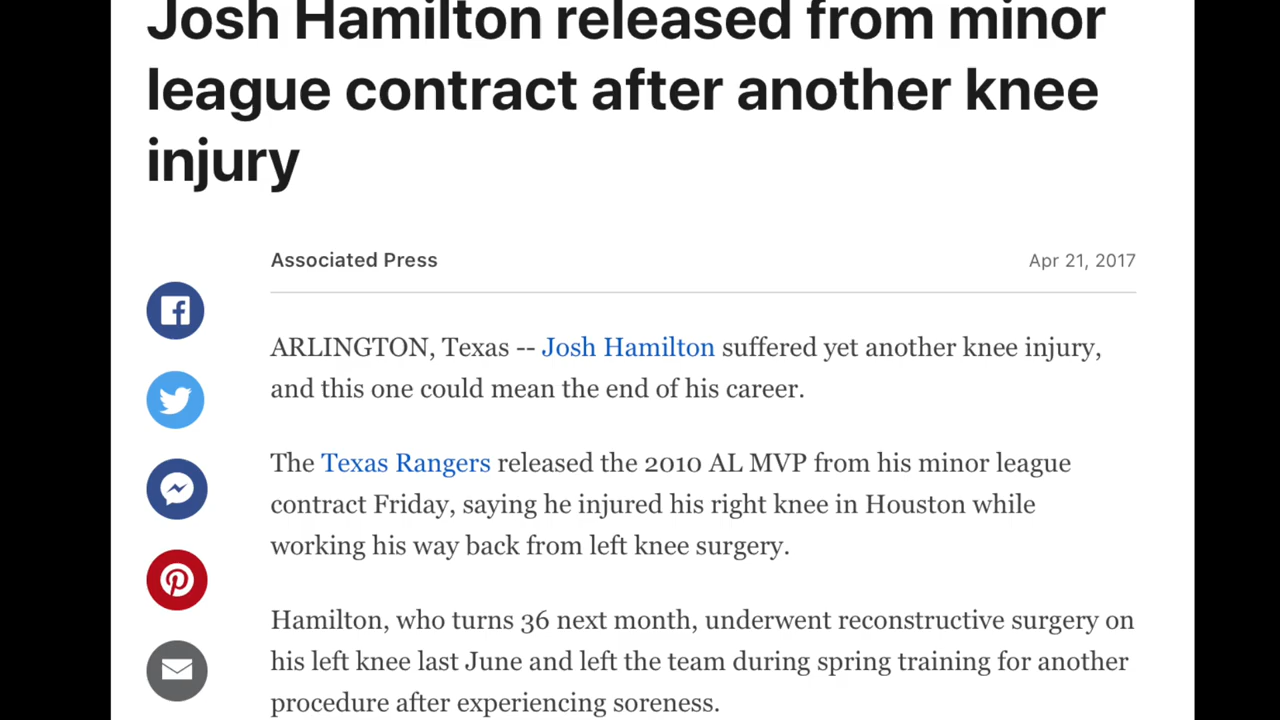 Josh Hamilton released from minor
league contract after another knee
injury
Associated Press
Apr 21, 2017
ARLINGTON, Texas -- Josh Hamilton suffered yet another knee injury,
and this one could mean the end of his career.
The Texas Rangers released the 2010 AL MVP from his minor league
contract Friday, saying he injured his right knee in Houston while
working his way back from left knee surgery.
Hamilton, who turns 36 next month, underwent reconstructive surgery on
his left knee last June and left the team during spring training for another
procedure after experiencing soreness.